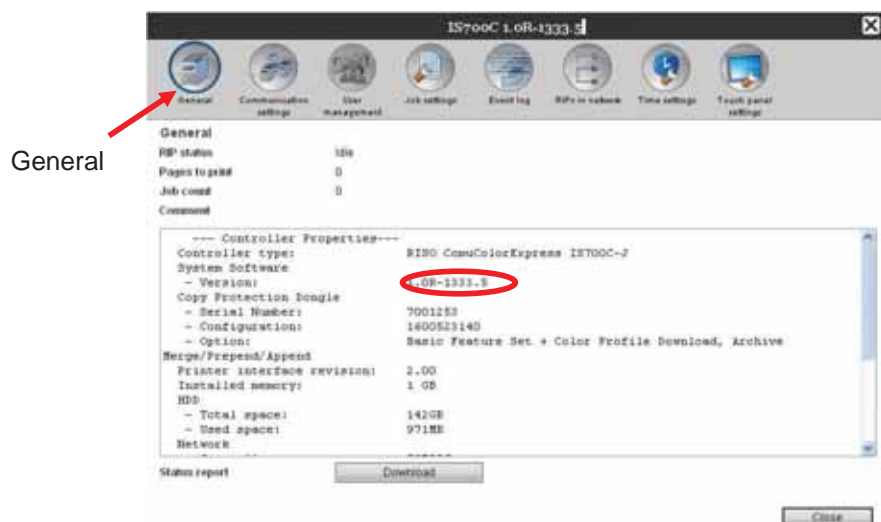 IS700C 1.0R-1333.5
General
Communication settings
User management
Job settings
Event log
RIPs in network
Time settings
Touch panel settings
General
General
RIP status Idle
Pages to print 0
Job count 0
Comment
--- Controller Properties---
Controller type: RISO ComuColorExpress IS700C-J
System Software
- Version: 1.0R-1333.5
Copy Protection Dongle
- Serial Number: 7001253
- Configuration:
- Option: Basic Feature Set + Color Profile Download, Archive
Merge/Prepend/Append
Printer interface revision: 2.00
Installed memory: 1 GB
HDD
- Total space: 142GB
- Used space: 971MB
Network
Status report Download
Close